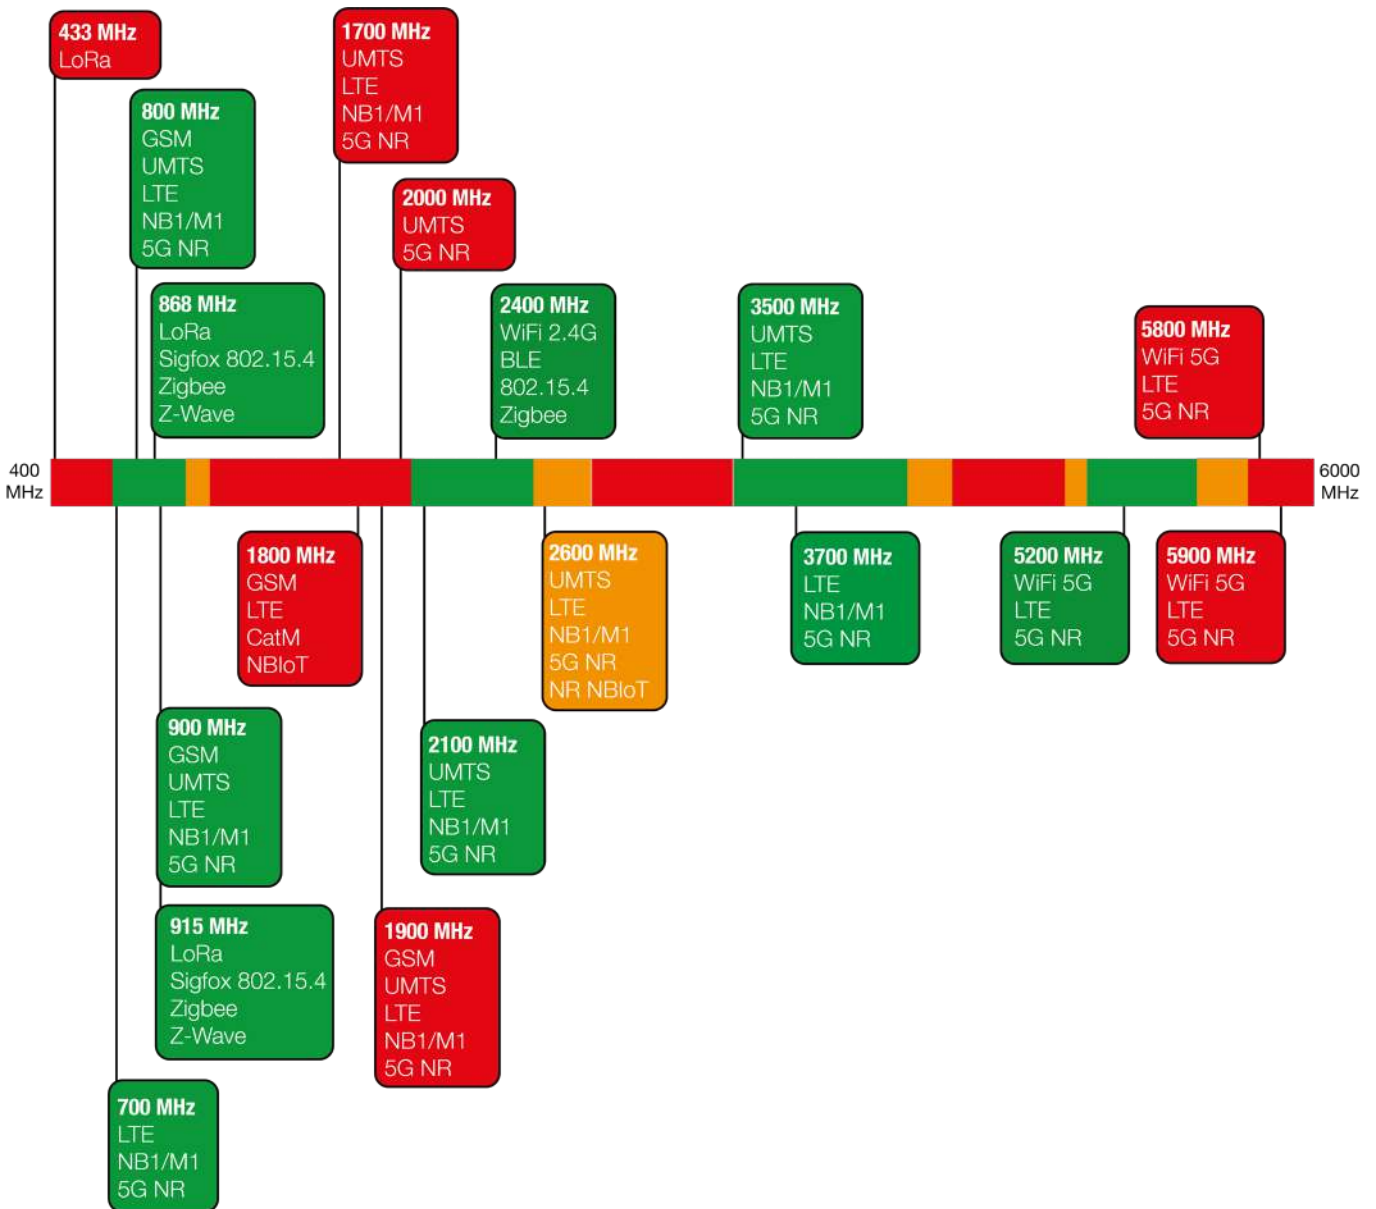 433 MHz
LoRa
1700 MHz
UMTS
LTE
NB1/M1
5G NR
800 MHz
GSM
UMTS
LTE
NB1/M1
5G NR
2000 MHz
UMTS
5G NR
868 MHz
LoRa
Sigfox 802.15.4
Zigbee
Z-Wave
2400 MHz
WiFi 2.4G
BLE
802.15.4
Zigbee
3500 MHz
UMTS
LTE
NB1/M1
5G NR
5800 MHz
WiFi 5G
LTE
5G NR
400
MHz
6000
MHz
1800 MHz
GSM
LTE
CatM
NBIoT
2600 MHz
UMTS
LTE
NB1/M1
5G NR
NR NBIoT
3700 MHz
LTE
NB1/M1
5G NR
5200 MHz
WiFi 5G
LTE
5G NR
5900 MHz
WiFi 5G
LTE
5G NR
900 MHz
GSM
UMTS
LTE
NB1/M1
5G NR
2100 MHz
UMTS
LTE
NB1/M1
5G NR
915 MHz
LoRa
Sigfox 802.15.4
Zigbee
Z-Wave
1900 MHz
GSM
UMTS
LTE
NB1/M1
5G NR
700 MHz
LTE
NB1/M1
5G NR